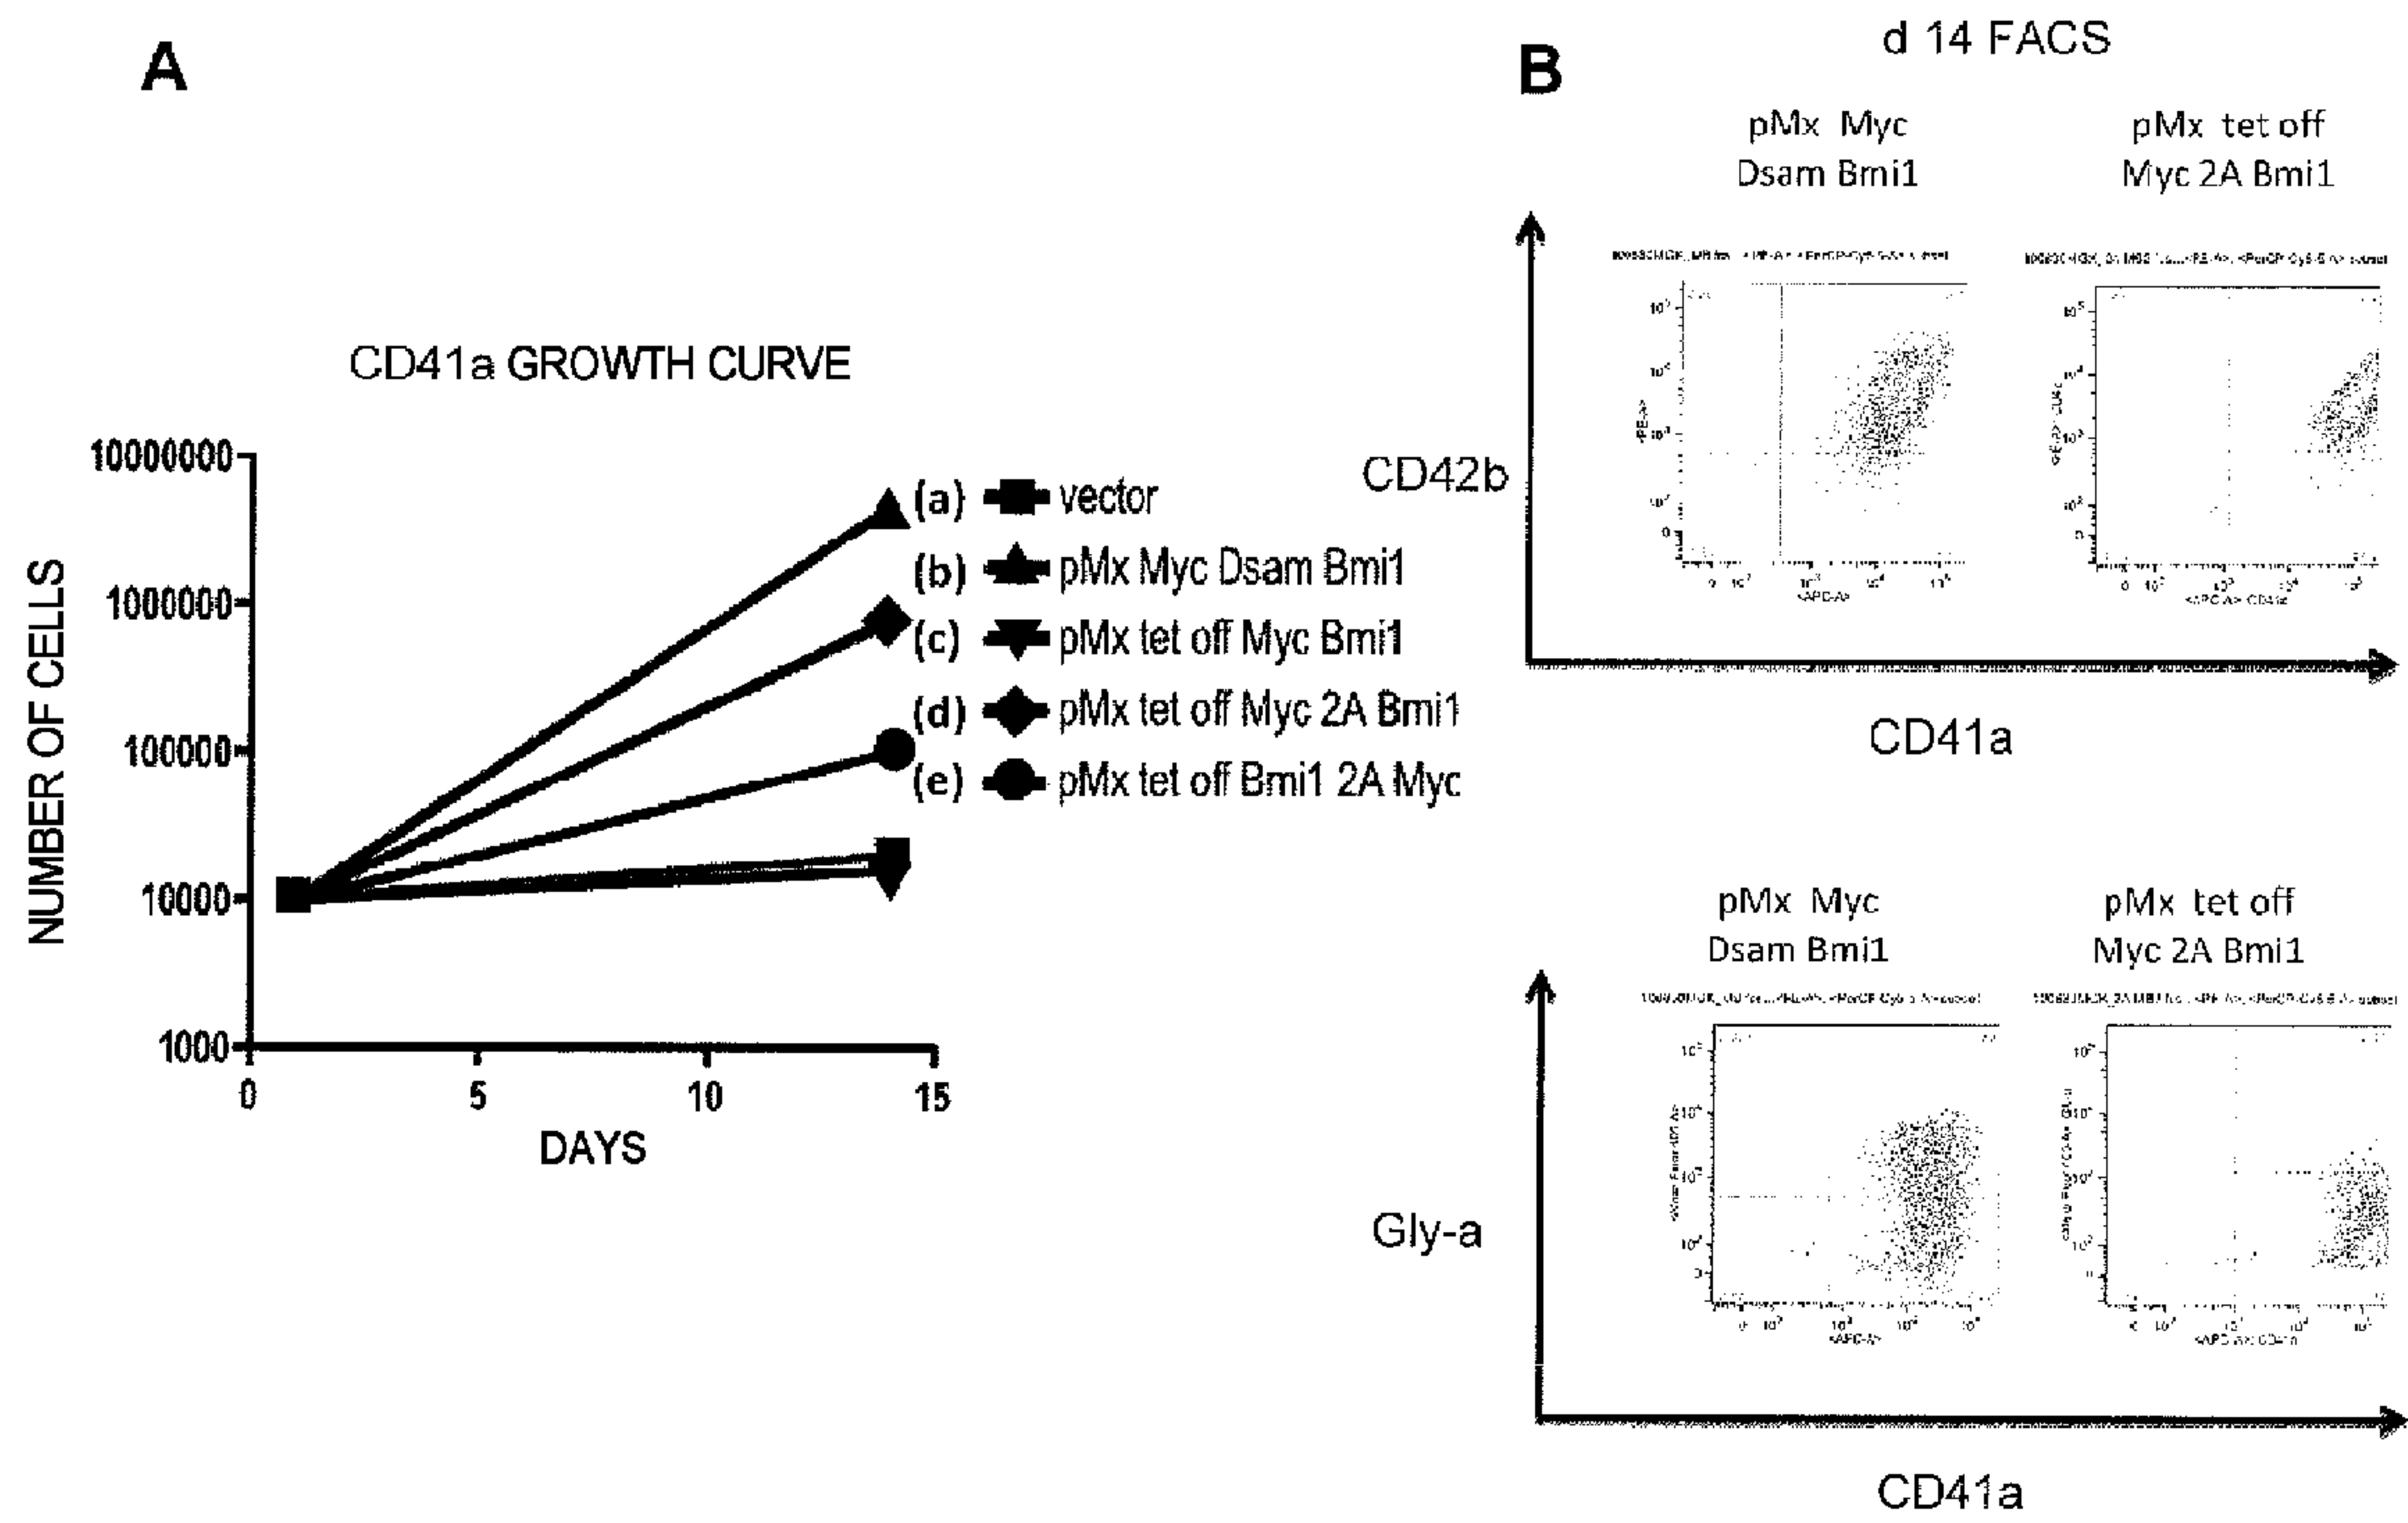 A
CD41a GROWTH CURVE
NUMBER OF CELLS
10000000
1000000
100000
10000
1000
0
5
10
15
DAYS
(a) vector
(b) pMx Myc Dsam Bmi1
(c) pMx tet off Myc Bmi1
(d) pMx tet off Myc 2A Bmi1
(e) pMx tet off Bmi1 2A Myc
B
d 14 FACS
pMx Myc
Dsam Bmi1
pMx tet off
Myc 2A Bmi1
CD42b
CD41a
pMx Myc
Dsam Bmi1
pMx tet off
Myc 2A Bmi1
Gly-a
CD41a